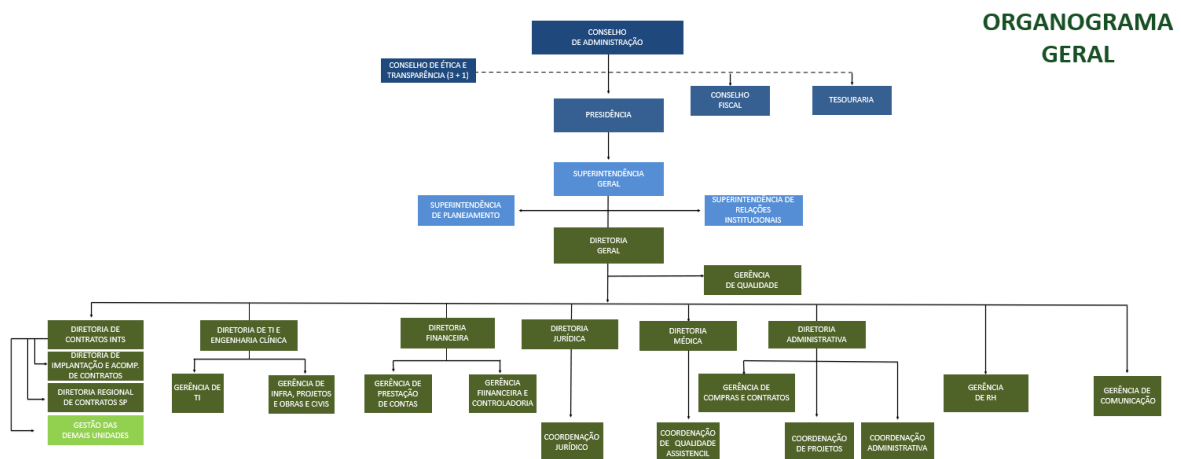 ORGANOGRAMA
GERAL
CONSELHO
DE ADMINISTRAÇÃO
CONSELHO DE ÉTICA E
TRANSPARÊNCIA (3 + 1)
CONSELHO
FISCAL
TESOURARIA
PRESIDÊNCIA
SUPERINTENDÊNCIA
GERAL
SUPERINTENDÊNCIA
DE PLANEJAMENTO
SUPERINTENDÊNCIA DE
RELAÇÕES
INSTITUCIONAIS
DIRETORIA
GERAL
GERÊNCIA
DE QUALIDADE
DIRETORIA DE
CONTRATOS INTS
DIRETORIA DE TI E
ENGENHARIA CLÍNICA
DIRETORIA
FINANCEIRA
DIRETORIA
JURÍDICA
DIRETORIA
MÉDICA
DIRETORIA
ADMINISTRATIVA
DIRETORIA DE
IMPLANTAÇÃO E ACOMP.
DE CONTRATOS
DIRETORIA REGIONAL
DE CONTRATOS SP
GESTÃO DAS
DEMAIS UNIDADES
GERÊNCIA DE
TI
GERÊNCIA DE
INFRA, PROJETOS
E OBRAS E CIVIS
GERÊNCIA DE
PRESTAÇÃO
DE CONTAS
GERÊNCIA
FIINANCEIRA E
CONTROLADORIA
GERÊNCIA DE
COMPRAS E CONTRATOS
GERÊNCIA
DE RH
GERÊNCIA DE
COMUNICAÇÃO
COORDENAÇÃO
JURÍDICO
COORDENAÇÃO
DE QUALIDADE
ASSISTENCIL
COORDENAÇÃO
DE PROJETOS
COORDENAÇÃO
ADMINISTRATIVA